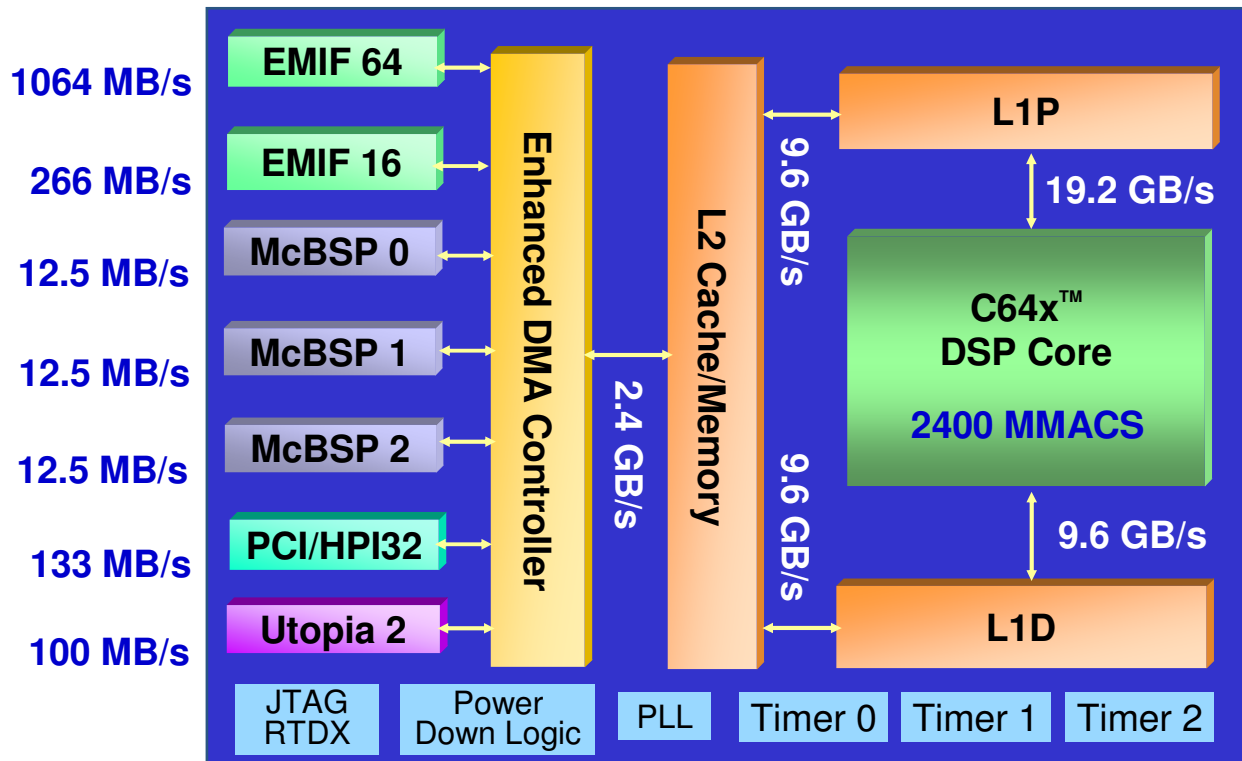 1064 MB/s
266 MB/s
12.5 MB/s
12.5 MB/s
12.5 MB/s
133 MB/s
100 MB/s
EMIF 64
EMIF 16
McBSP 0
McBSP 1
McBSP 2
PCI/HPI32
Utopia 2
Enhanced DMA Controller
2.4 GB/s
L2 Cache/Memory
9.6 GB/s
9.6 GB/s
L1P
19.2 GB/s
C64x™
DSP Core
2400 MMACS
9.6 GB/s
L1D
JTAG
RTDX
Power
Down Logic
PLL
Timer 0
Timer 1
Timer 2